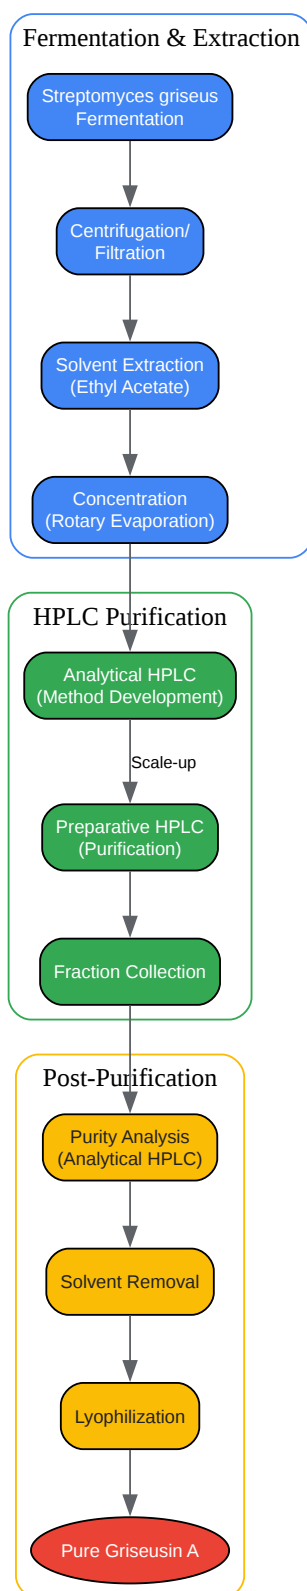 Fermentation & Extraction
Streptomyces griseus
Fermentation
Centrifugation/
Filtration
Solvent Extraction
(Ethyl Acetate)
Concentration
(Rotary Evaporation)
HPLC Purification
Analytical HPLC
(Method Development)
Scale-up
Preparative HPLC
(Purification)
Fraction Collection
Post-Purification
Purity Analysis
(Analytical HPLC)
Solvent Removal
Lyophilization
Pure Griseusin A